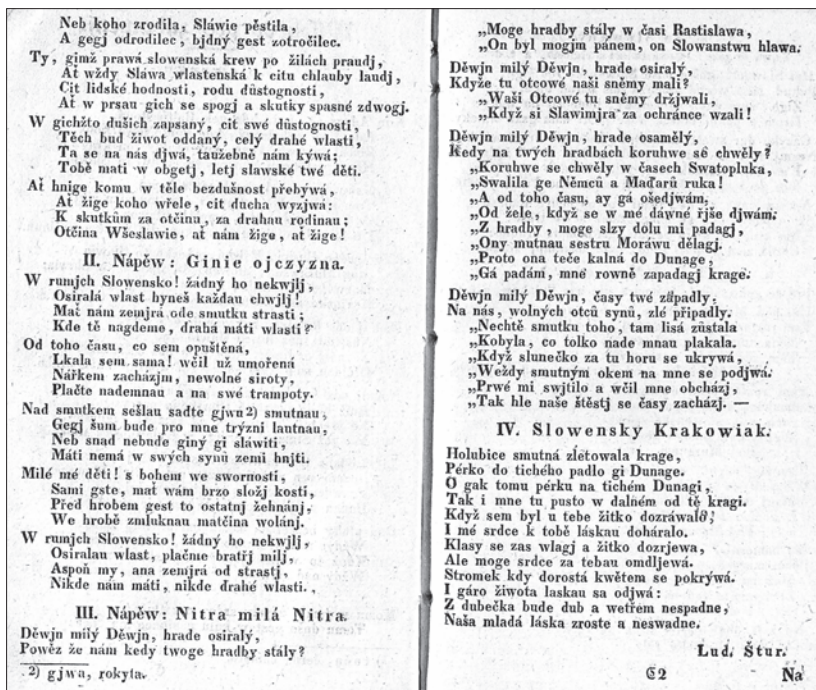 Neb koho zrodila, Sláwie pěstila,
A gegj odrodilec, bjdný gest zotročilec.
Ty, gjmž prawá slowenská krew po žilách praudj,
Ať wždy Sláwa wlastenská k citu chlauby laudj,
Cit lidské hodnosti, rodu důstognosti,
Ať w prsau gich se spogj a skutky spasné zdwogj.
W gichžto dušich zapsaný, cit swé důstognosti,
Těch bud žiwot oddaný, celý drahé wlasti,
Ta se na nás djwá, taužebně nám kýwá;
Tobě mati w obgetj, letj slawské twé děti.
Ať hnige komu w těle bezdušnost přebýwá,
Ať žige koho wřele, cit ducha wyzjwá:
K skutkům za otčinu, za drahau rodinau;
Otčina Wšeslawie, ať nám žige, ať žige!
II. Nápěw: Ginie ojczyzna.
W rumjch Slowensko! žádný ho nekwjlj,
Osiralá wlast hyneš každau chwjlj!
Mať nám zemjrá ode smutku strasti;
Kde tě nagdeme, drahá máti wlasti?
Od toho času, co sem opuštěná,
Lkala sem sama! wčil už umořená
Nářkem zacházjm, newolné siroty,
Plačte nademnau a na swé trampoty.
Nad smutkem sešlau saďte gjwu 2) smutnau,
Gegj šum bude pro mne trýzni lautnau,
Neb snad nebude giný gi sláwiti,
Máti nemá w swých synů zemi hnjti.
Milé mé děti! s bohem we swornosti,
Sami gste, mať wám brzo složj kosti,
Před hrobem gest to ostatnj žehnánj,
We hrobě zmluknau matčina wolánj.
W rumjch Slowensko! žádný ho nekwjlj,
Osiralau wlast, plačme bratřj milj,
Aspoň my, ana zemjrá od strastj,
Nikde nám máti, nikde drahé wlasti.
III. Nápěw: Nitra milá Nitra.
Děwjn milý Děwjn, hrade osiralý,
Powěz že nám kedy twoge hradby stály?
2) gjwa, rokyta.
„Moge hradby stály w časi Rastislawa,
„On byl mogjm pánem, on Slowanstwu hlawa.
Děwjn milý Děwjn, hrade osiralý,
Kdyže tu otcowé naši sněmy mali?
„Waši Otcowé tu sněmy držjwali,
„Když si Slawimjra za ochránce wzali!
Děwjn milý Děwjn, hrade osamělý,
Kedy na twých hradbách koruhwe se chwěly?
„Koruhwe se chwěly w časech Swatopluka,
„Swalila ge Němců a Maďarů ruka!
„A od toho času, ay gá ošedjwám,
„Od žele, když se w mé dáwné řjše djwám:
„Z hradby, moge slzy dolu mi padagj,
„Ony mutnau sestru Moráwu dělagj.
„Proto ona teče kalná do Dunage,
„Gá padám, mné rowně zapadagj krage.
Děwjn milý Děwjn, časy twé západly,
Na nás, wolných otců synů, zlé připadly.
„Nechtě smutku toho, tam lisá zůstala
„Kobyla, co tolko nade mnau plakala.
„Když slunečko za tu horu se ukrýwá,
„Weždy smutným okem na mne se podjwá.
„Prwé mi swjtilo a wčil mne obcházj,
„Tak hle naše štěstj se časy zacházj. —
IV. Slowensky Krakowiak.
Holubice smutná zletowala krage,
Pérko do tichého padlo gi Dunage.
O gak tomu pérku na tichém Dunagi,
Tak i mne tu pusto w dalném od tě kragi.
Když sem byl u tebe žitko dozráwalo,
I mé srdce k tobě láskau doháralo.
Klasy se zas wlagj a žitko dozrjewa,
Ale moge srdce za tebau omdljewá.
Stromek kdy dorostá kwětem se pokrýwá.
I gáro žiwota laskau sa odjwá:
Z dubečka bude dub a wetřem nespadne,
Naša mladá láska zroste a neswadne.
Lud. Štur.
C2 Na